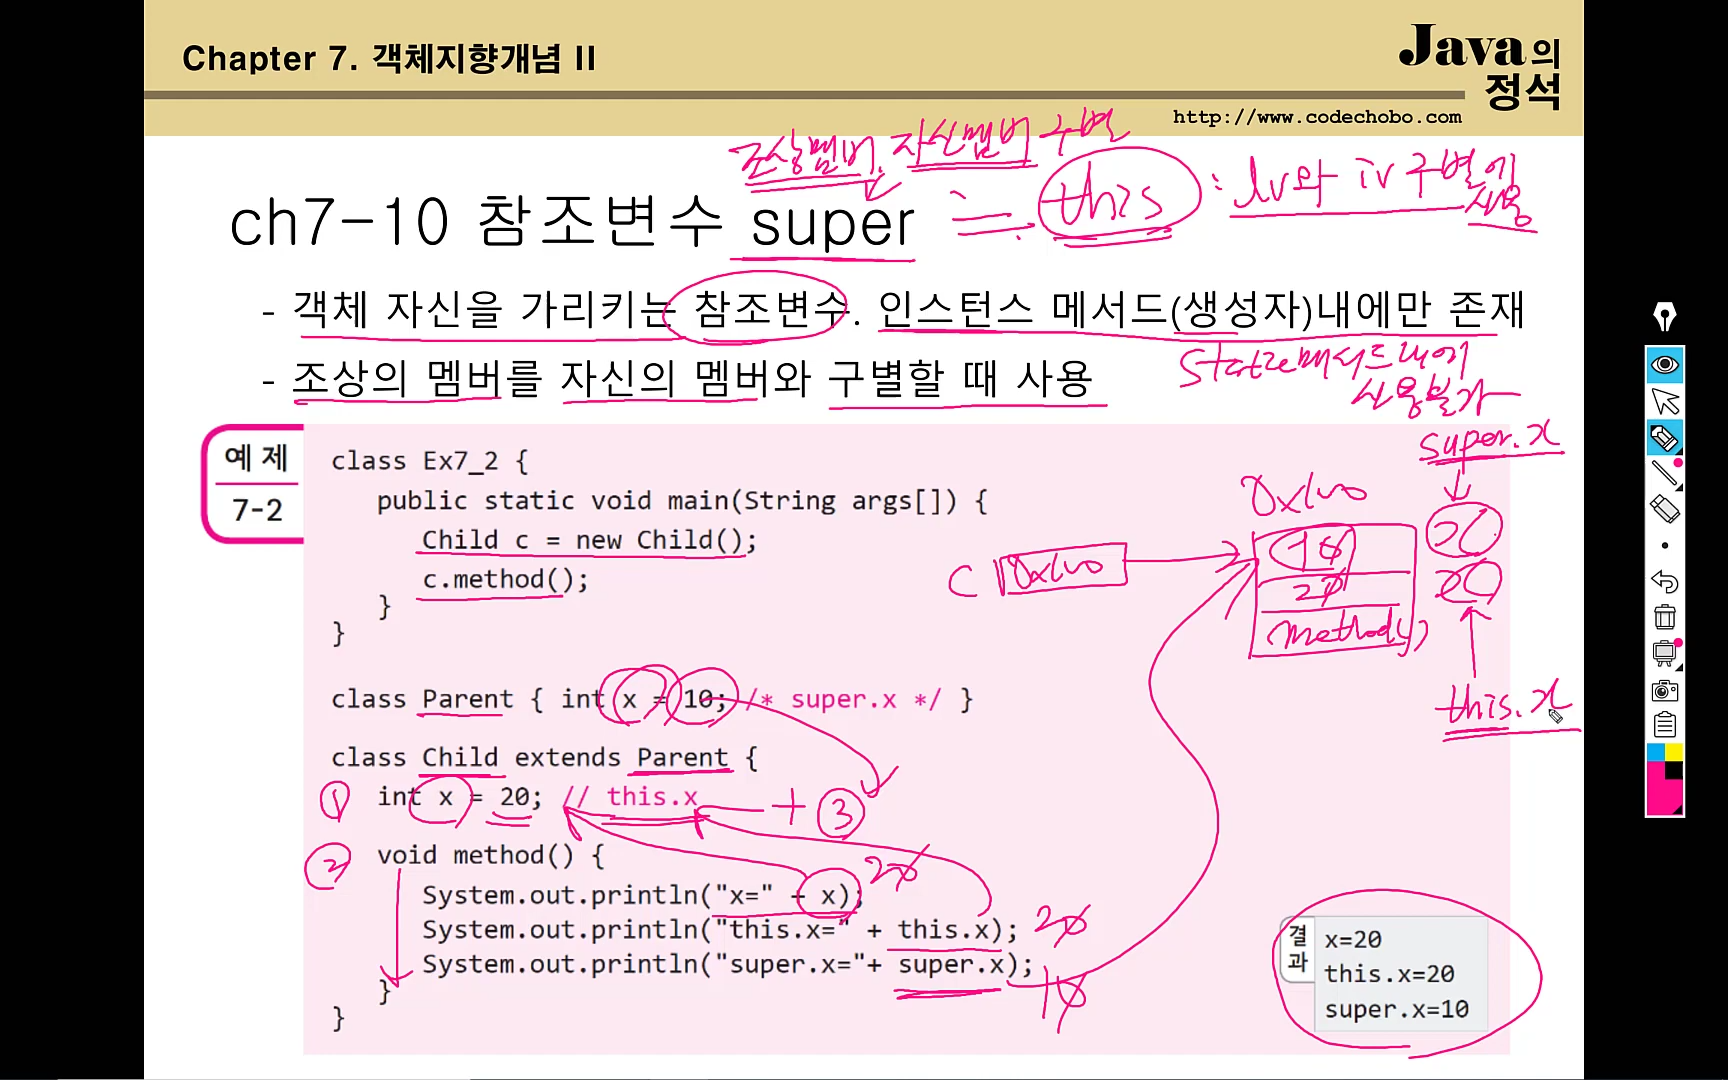 Chapter 7. 객체지향개념 II
Java의
정석
http://www.codechobo.com
조상멤버, 자신멤버 구별
ch7-10 참조변수 super ≒ this : lv와 iv 구별에
사용
- 객체 자신을 가리키는 참조변수. 인스턴스 메서드(생성자)내에만 존재
static메서드내에
사용불가
- 조상의 멤버를 자신의 멤버와 구별할 때 사용
예제
7-2
class Ex7_2 {
public static void main(String args[]) {
Child c = new Child();
c.method();
}
}
class Parent { int x = 10; /* super.x */ }
class Child extends Parent {
① int x = 20; // this.x + ③
② void method() {
System.out.println("x=" + x); 20
System.out.println("this.x=" + this.x); 20
System.out.println("super.x="+ super.x); 10
}
}
super.x
0x100
c 0x100
10 x
20 x
method()
this.x
결과
x=20
this.x=20
super.x=10